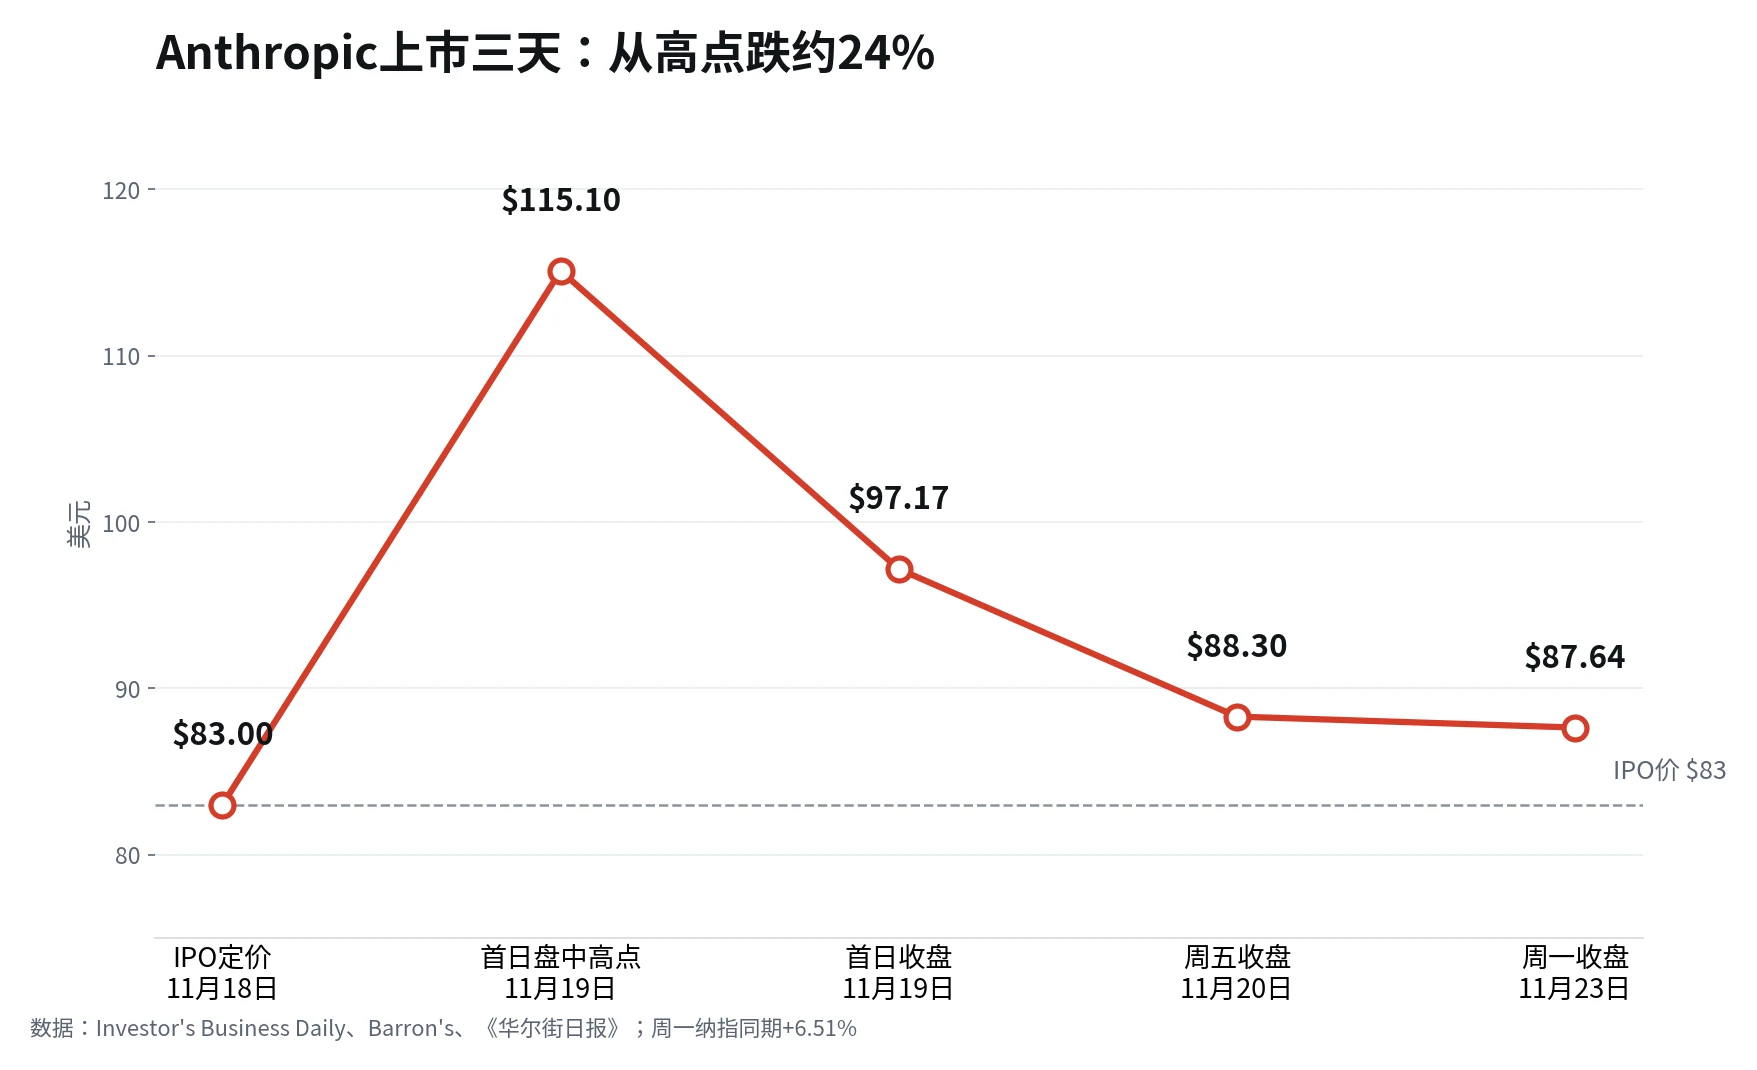 Anthropic上市三天：从高点跌约24%
120
$115.10
110
$97.17
美元
100
$88.30
$87.64
90
$83.00
IPO价 $83
80
IPO定价
11月18日
首日盘中高点
11月19日
首日收盘
11月19日
周五收盘
11月20日
周一收盘
11月23日
数据：Investor's Business Daily、Barron's、《华尔街日报》；周一纳指同期+6.51%